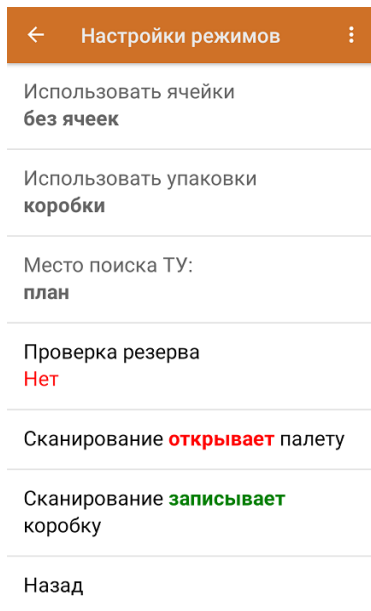 Настройки режимов
Использовать ячейки
без ячеек
Использовать упаковки
коробки
Место поиска ТУ:
план
Проверка резерва
Нет
Сканирование открывает палету
Сканирование записывает
коробку
Назад